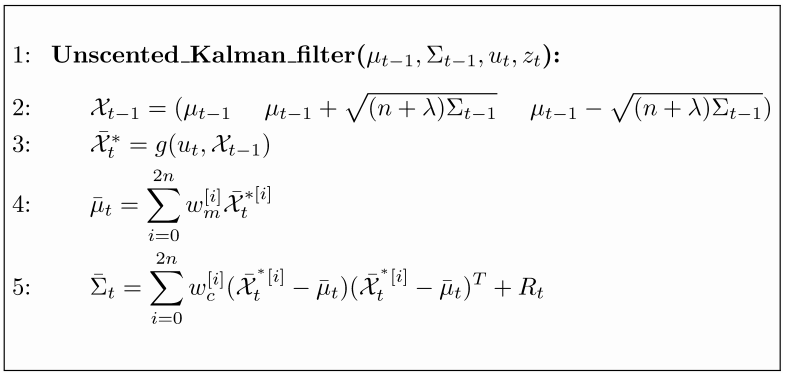 1: Unscented_Kalman_filter(μ_{t−1}, Σ_{t−1}, u_t, z_t):
2: 𝒳_{t−1} = (μ_{t−1}  μ_{t−1} + √((n + λ)Σ_{t−1})  μ_{t−1} − √((n + λ)Σ_{t−1}))
3: 𝒳̄_t^* = g(u_t, 𝒳_{t−1})
4: μ̄_t = ∑_{i=0}^{2n} w_m^{[i]} 𝒳̄_t^{*[i]}
5: Σ̄_t = ∑_{i=0}^{2n} w_c^{[i]} (𝒳̄_t^{*[i]} − μ̄_t)(𝒳̄_t^{*[i]} − μ̄_t)^T + R_t